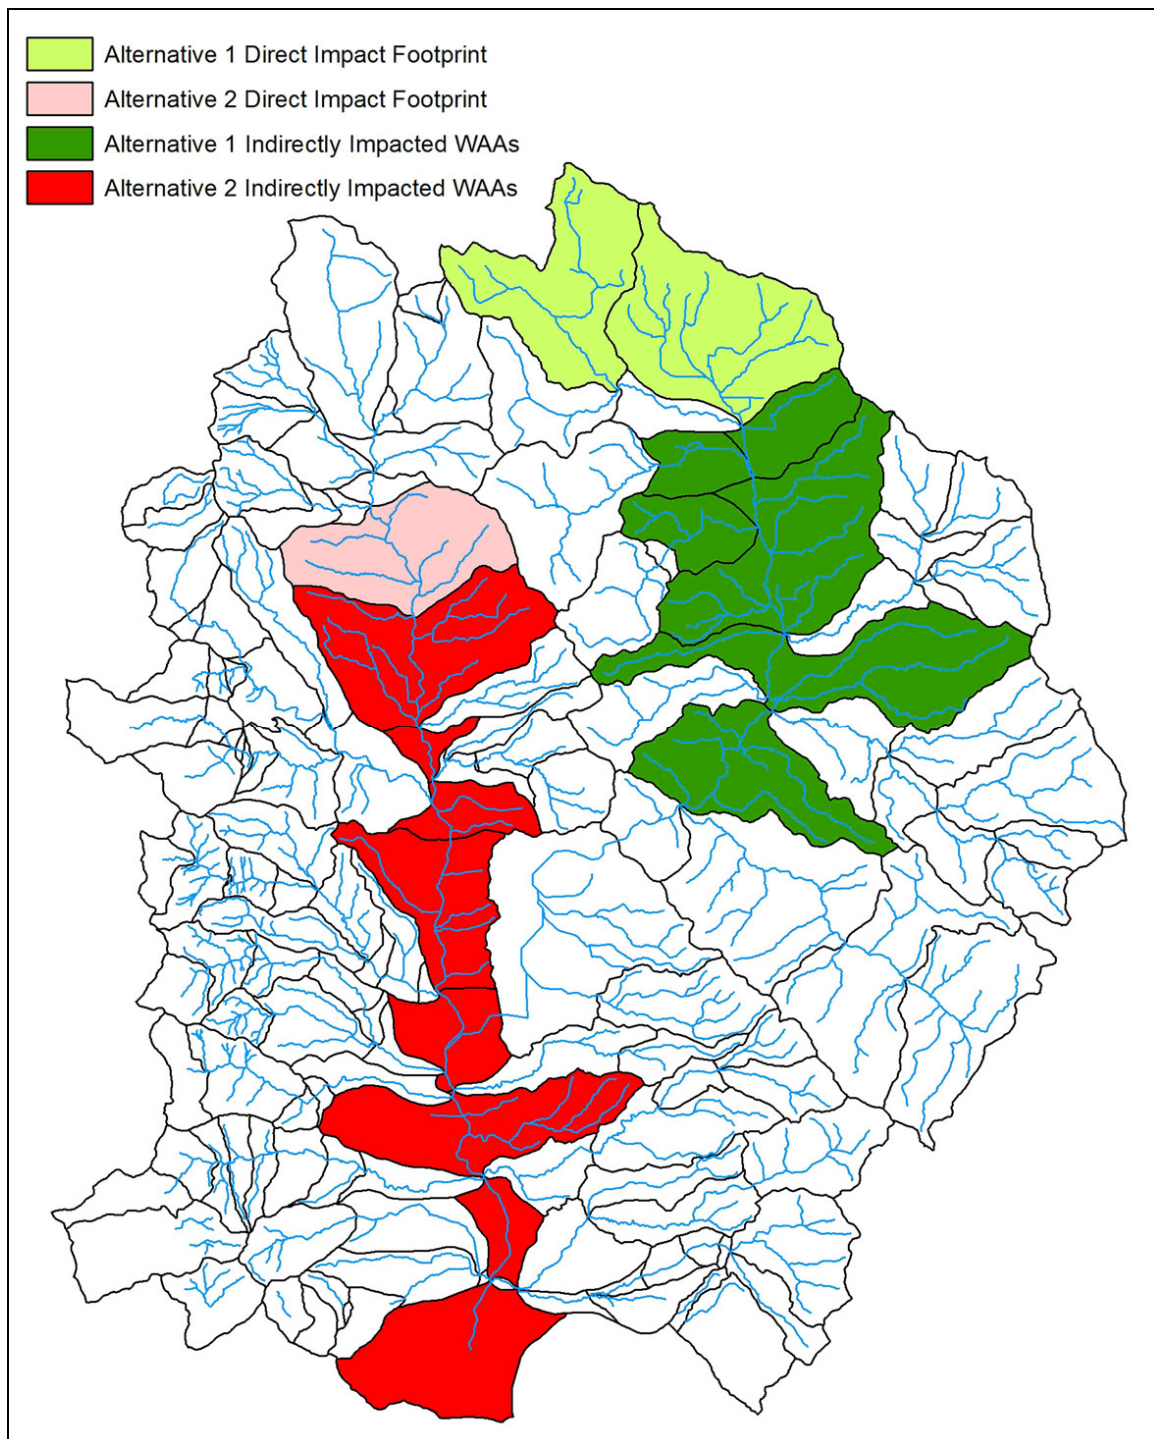 Alternative 1 Direct Impact Footprint
Alternative 2 Direct Impact Footprint
Alternative 1 Indirectly Impacted WAAs
Alternative 2 Indirectly Impacted WAAs